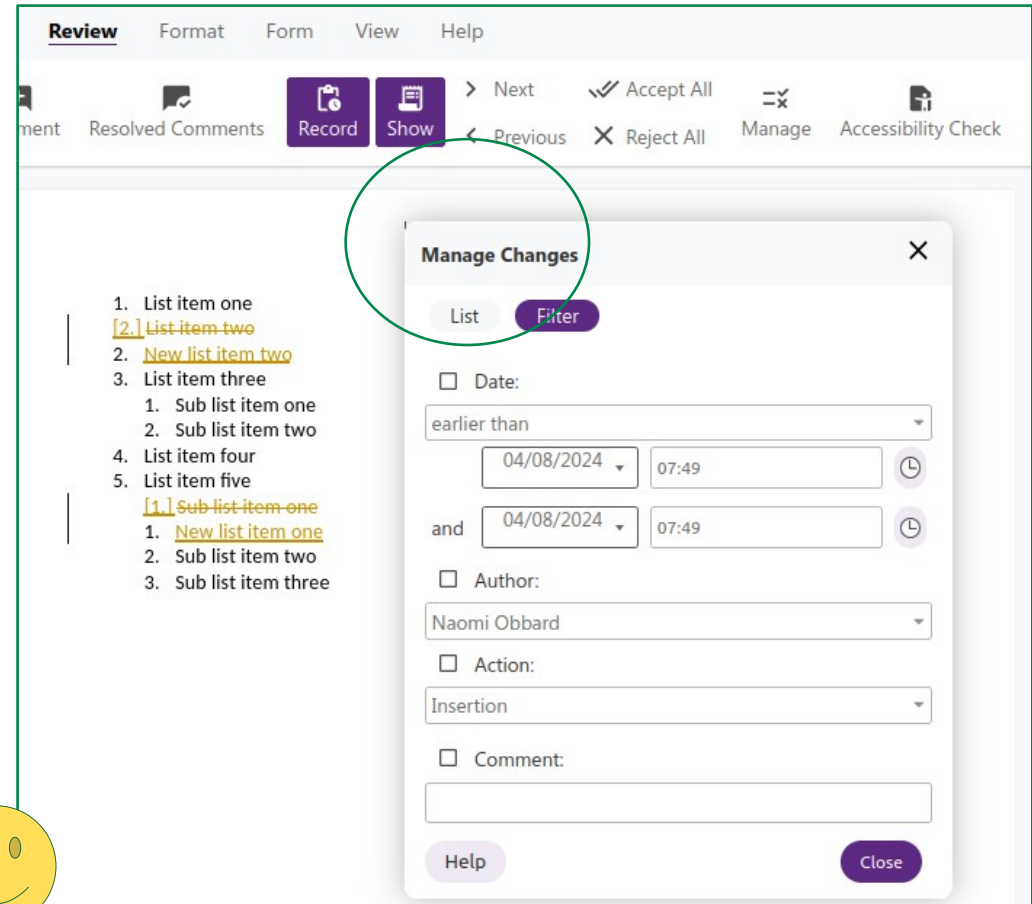 Review Format Form View Help
Next Accept All
ment Resolved Comments Record Show Previous Reject All Manage Accessibility Check
Manage Changes
List Filter
1. List item one
[2.] List item two
2. New list item two
3. List item three
1. Sub list item one
2. Sub list item two
4. List item four
5. List item five
[1.] Sub list item one
1. New list item one
2. Sub list item two
3. Sub list item three
Date:
earlier than
04/08/2024 07:49
and 04/08/2024 07:49
Author:
Naomi Obbard
Action:
Insertion
Comment:
Help Close